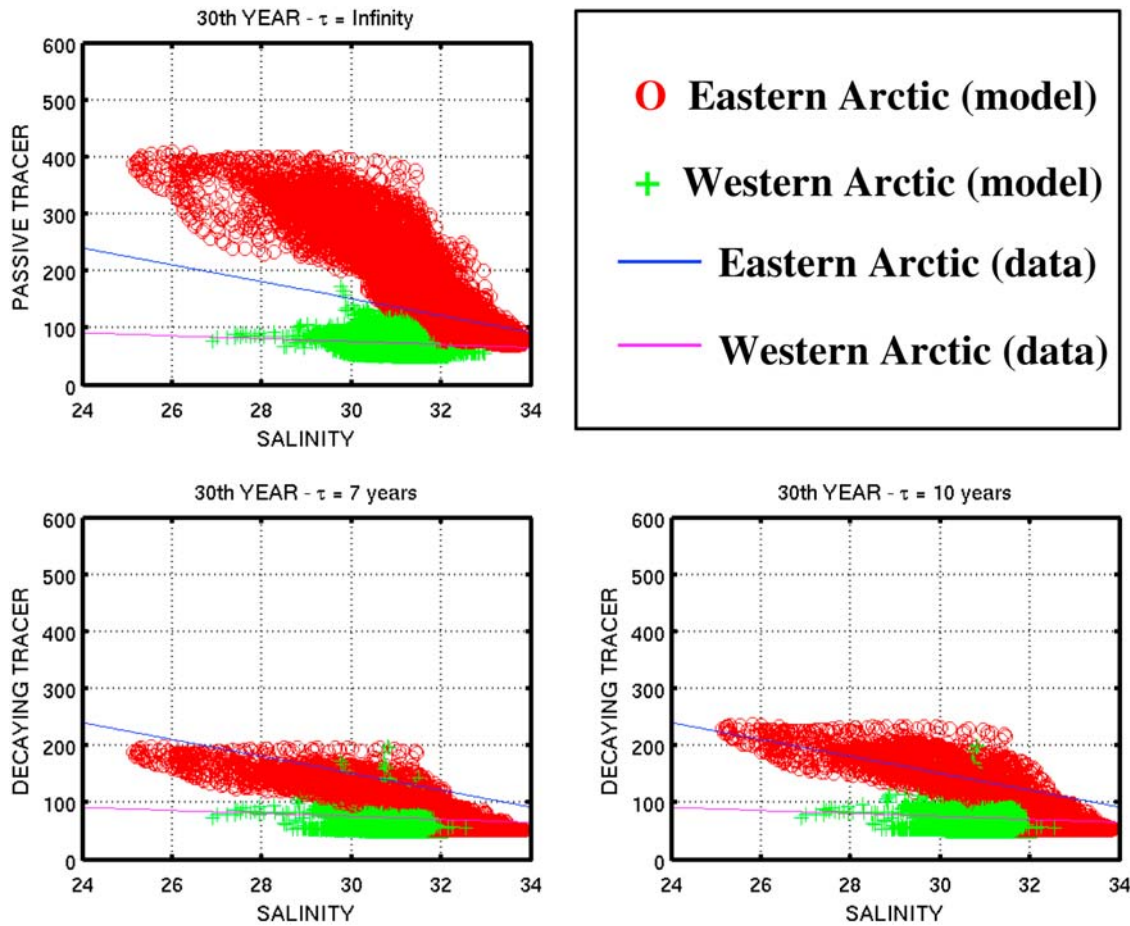 30th YEAR - τ = Infinity
600
500
400
300
200
100
0
24 26 28 30 32 34
PASSIVE TRACER
SALINITY
O Eastern Arctic (model)
+ Western Arctic (model)
Eastern Arctic (data)
Western Arctic (data)
30th YEAR - τ = 7 years
600
500
400
300
200
100
0
24 26 28 30 32 34
DECAYING TRACER
SALINITY
30th YEAR - τ = 10 years
600
500
400
300
200
100
0
24 26 28 30 32 34
DECAYING TRACER
SALINITY